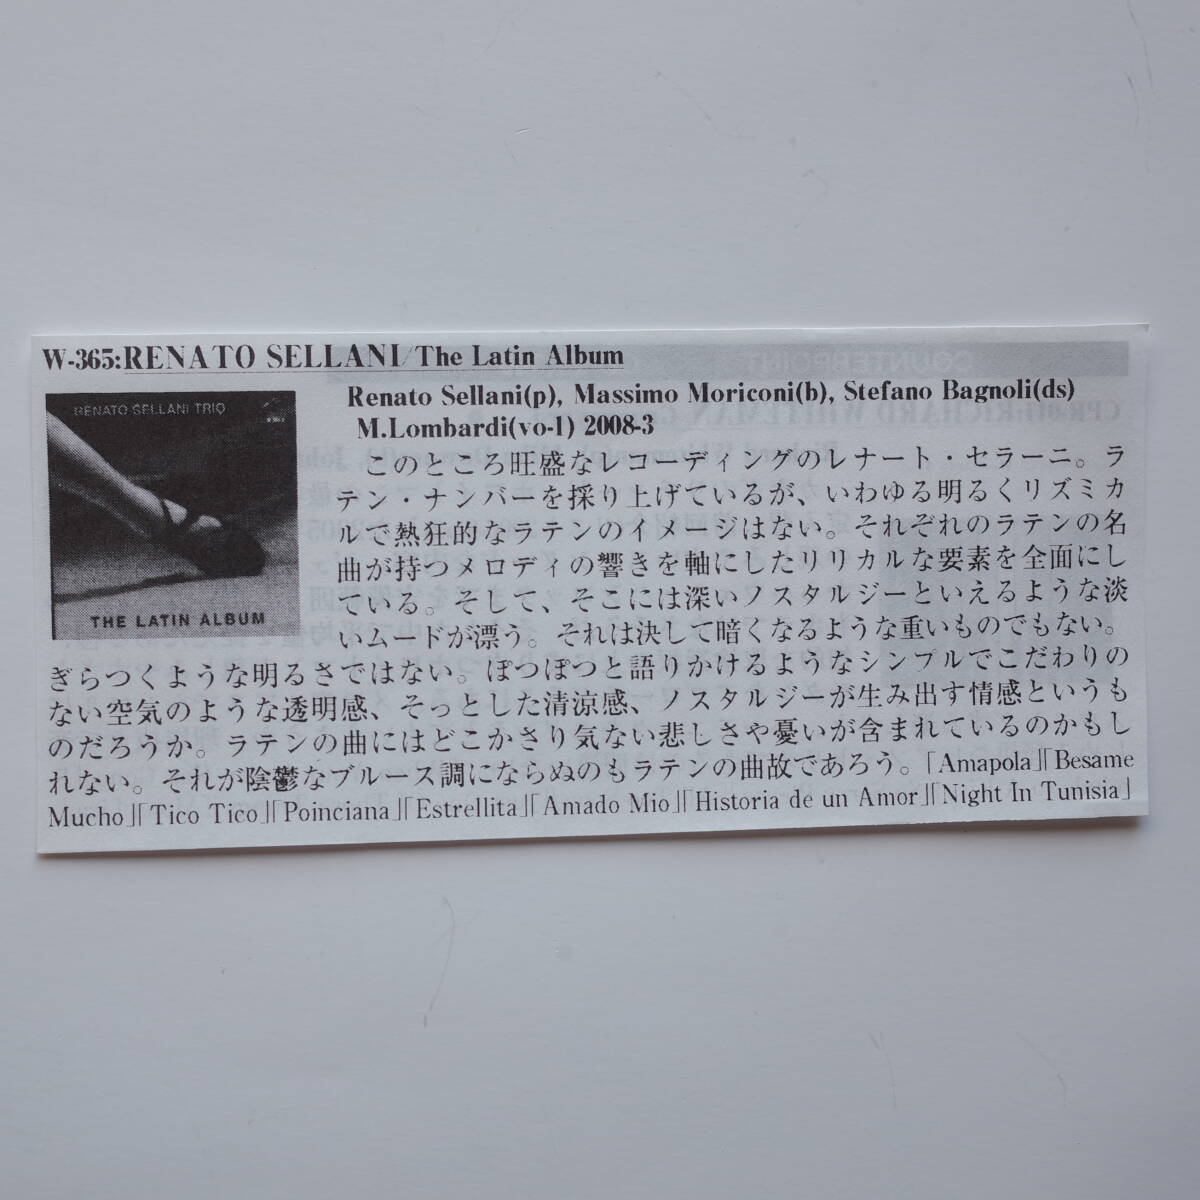 W-365:RENATO SELLANI/The Latin Album
RENATO SELLANI TRIO
THE LATIN ALBUM
Renato Sellani(p), Massimo Moriconi(b), Stefano Bagnoli(ds)
M.Lombardi(vo-1) 2008-3
このところ旺盛なレコーディングのレナート・セラーニ。ラ
テン・ナンバーを採り上げているが、いわゆる明るくリズミカ
ルで熱狂的なラテンのイメージはない。それぞれのラテンの名
曲が持つメロディの響きを軸にしたリリカルな要素を全面にし
ている。そして、そこには深いノスタルジーといえるような淡
いムードが漂う。それは決して暗くなるような重いものでもない。
ぎらつくような明るさではない。ぽつぽつと語りかけるようなシンプルでこだわりの
ない空気のような透明感、そっとした清涼感、ノスタルジーが生み出す情感というも
のだろうか。ラテンの曲にはどこかさり気ない悲しさや憂いが含まれているのかもし
れない。それが陰鬱なブルース調にならぬのもラテンの曲故であろう。「Amapola」「Besame
Mucho」「Tico Tico」「Poinciana」「Estrellita」「Amado Mio」「Historia de un Amor」「Night In Tunisia」